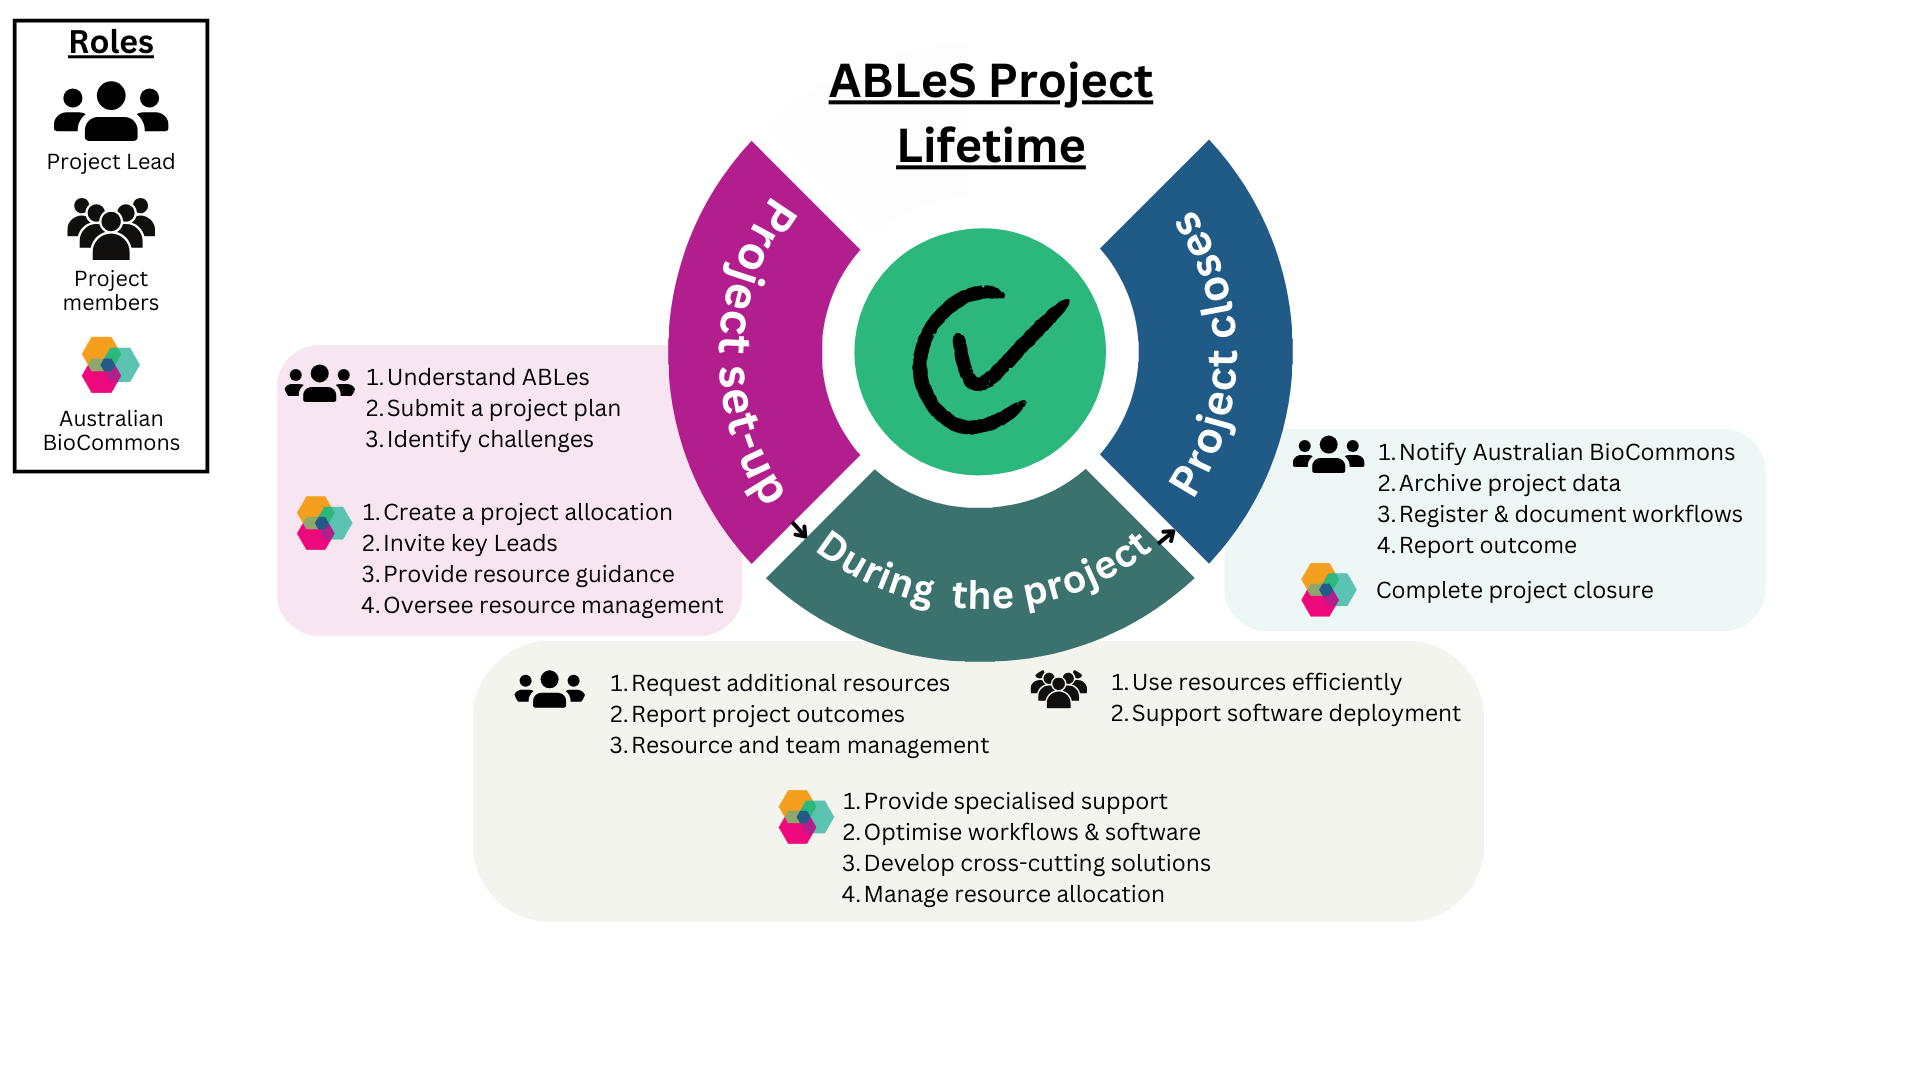 Roles
Project Lead
Project
members
Australian
BioCommons
ABLeS Project
Lifetime
Project set-up
1. Understand ABLes
2. Submit a project plan
3. Identify challenges
1. Create a project allocation
2. Invite key Leads
3. Provide resource guidance
4. Oversee resource management
During the project
1. Request additional resources
2. Report project outcomes
3. Resource and team management
1. Use resources efficiently
2. Support software deployment
1. Provide specialised support
2. Optimise workflows & software
3. Develop cross-cutting solutions
4. Manage resource allocation
Project closes
1. Notify Australian BioCommons
2. Archive project data
3. Register & document workflows
4. Report outcome
Complete project closure